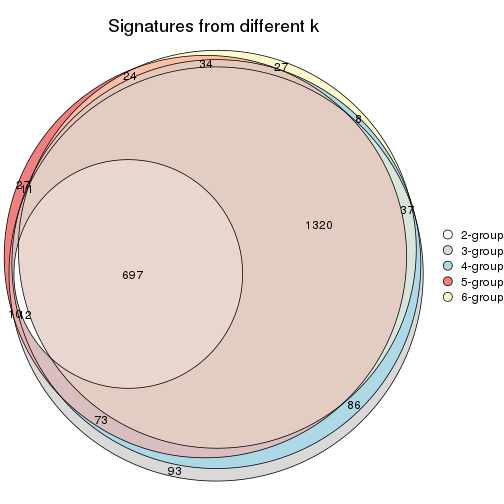 Signatures from different k
34
27
24
8
27
11
37
1320
2-group
3-group
4-group
5-group
6-group
697
10
12
86
73
93